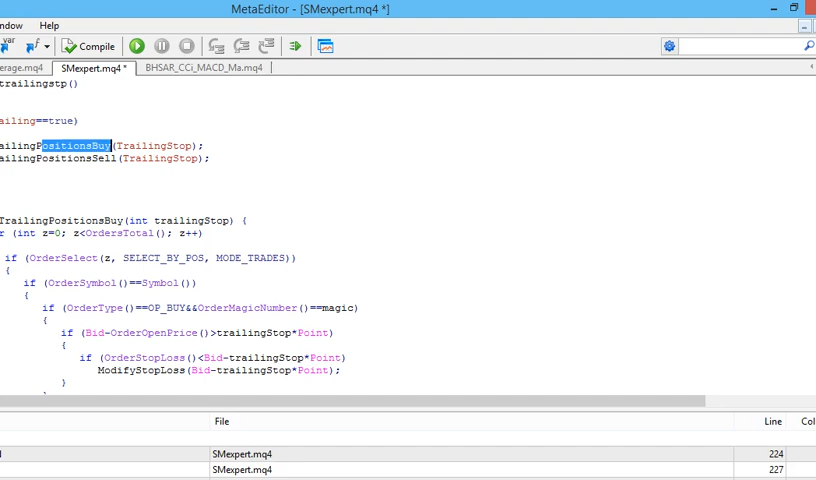 MetaEditor - [SMexpert.mq4 *]
ndow Help
var
f
Compile
erage.mq4 SMexpert.mq4 * BHSAR_CCi_MACD_Ma.mq4
trailingstp()
ailing==true)
ailingPositionsBuy(TrailingStop);
ailingPositionsSell(TrailingStop);
TrailingPositionsBuy(int trailingStop) {
r (int z=0; z<OrdersTotal(); z++)
if (OrderSelect(z, SELECT_BY_POS, MODE_TRADES))
{
if (OrderSymbol()==Symbol())
{
if (OrderType()==OP_BUY&&OrderMagicNumber()==magic)
{
if (Bid-OrderOpenPrice()>trailingStop*Point)
{
if (OrderStopLoss()<Bid-trailingStop*Point)
ModifyStopLoss(Bid-trailingStop*Point);
}
File Line Col
SMexpert.mq4 224
SMexpert.mq4 227